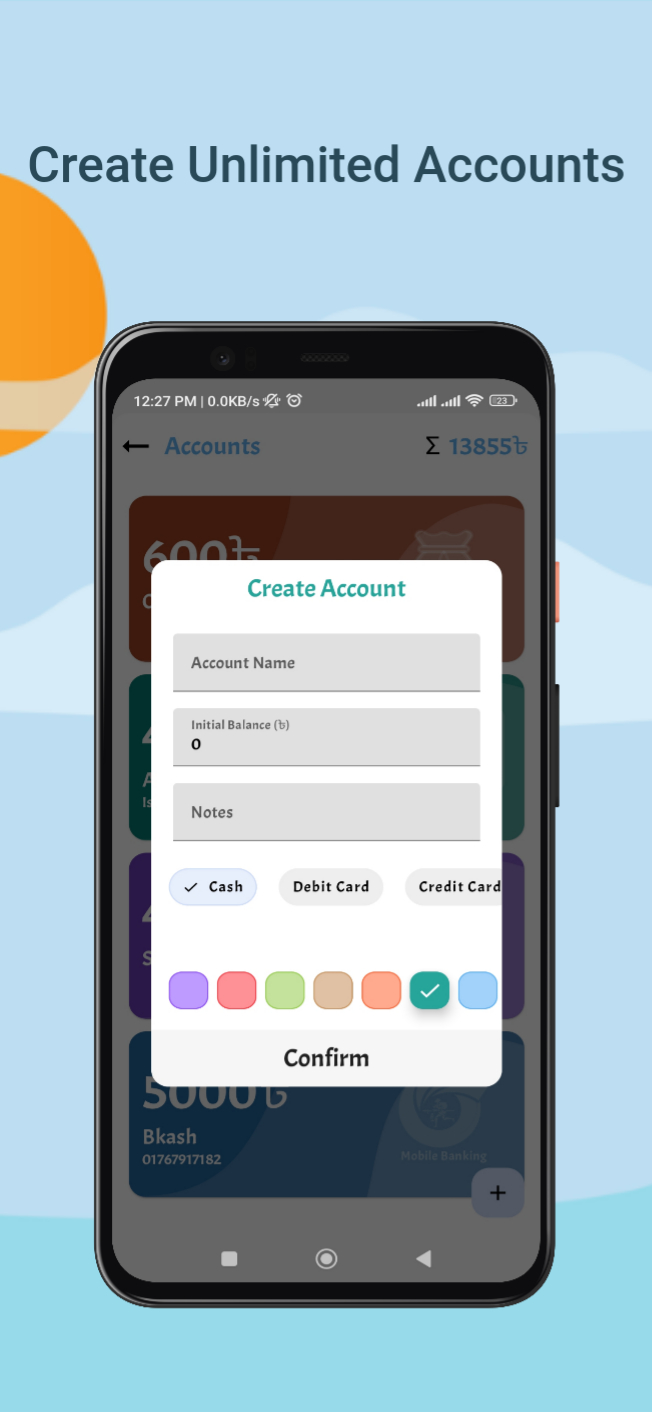 Create Unlimited Accounts
12:27 PM | 0.0KB/s
23
Accounts
Σ 13855৳
600৳
Create Account
Account Name
Initial Balance (৳)
0
Notes
Cash
Debit Card
Credit Card
Confirm
5000৳
Bkash
01767917182
Mobile Banking
+